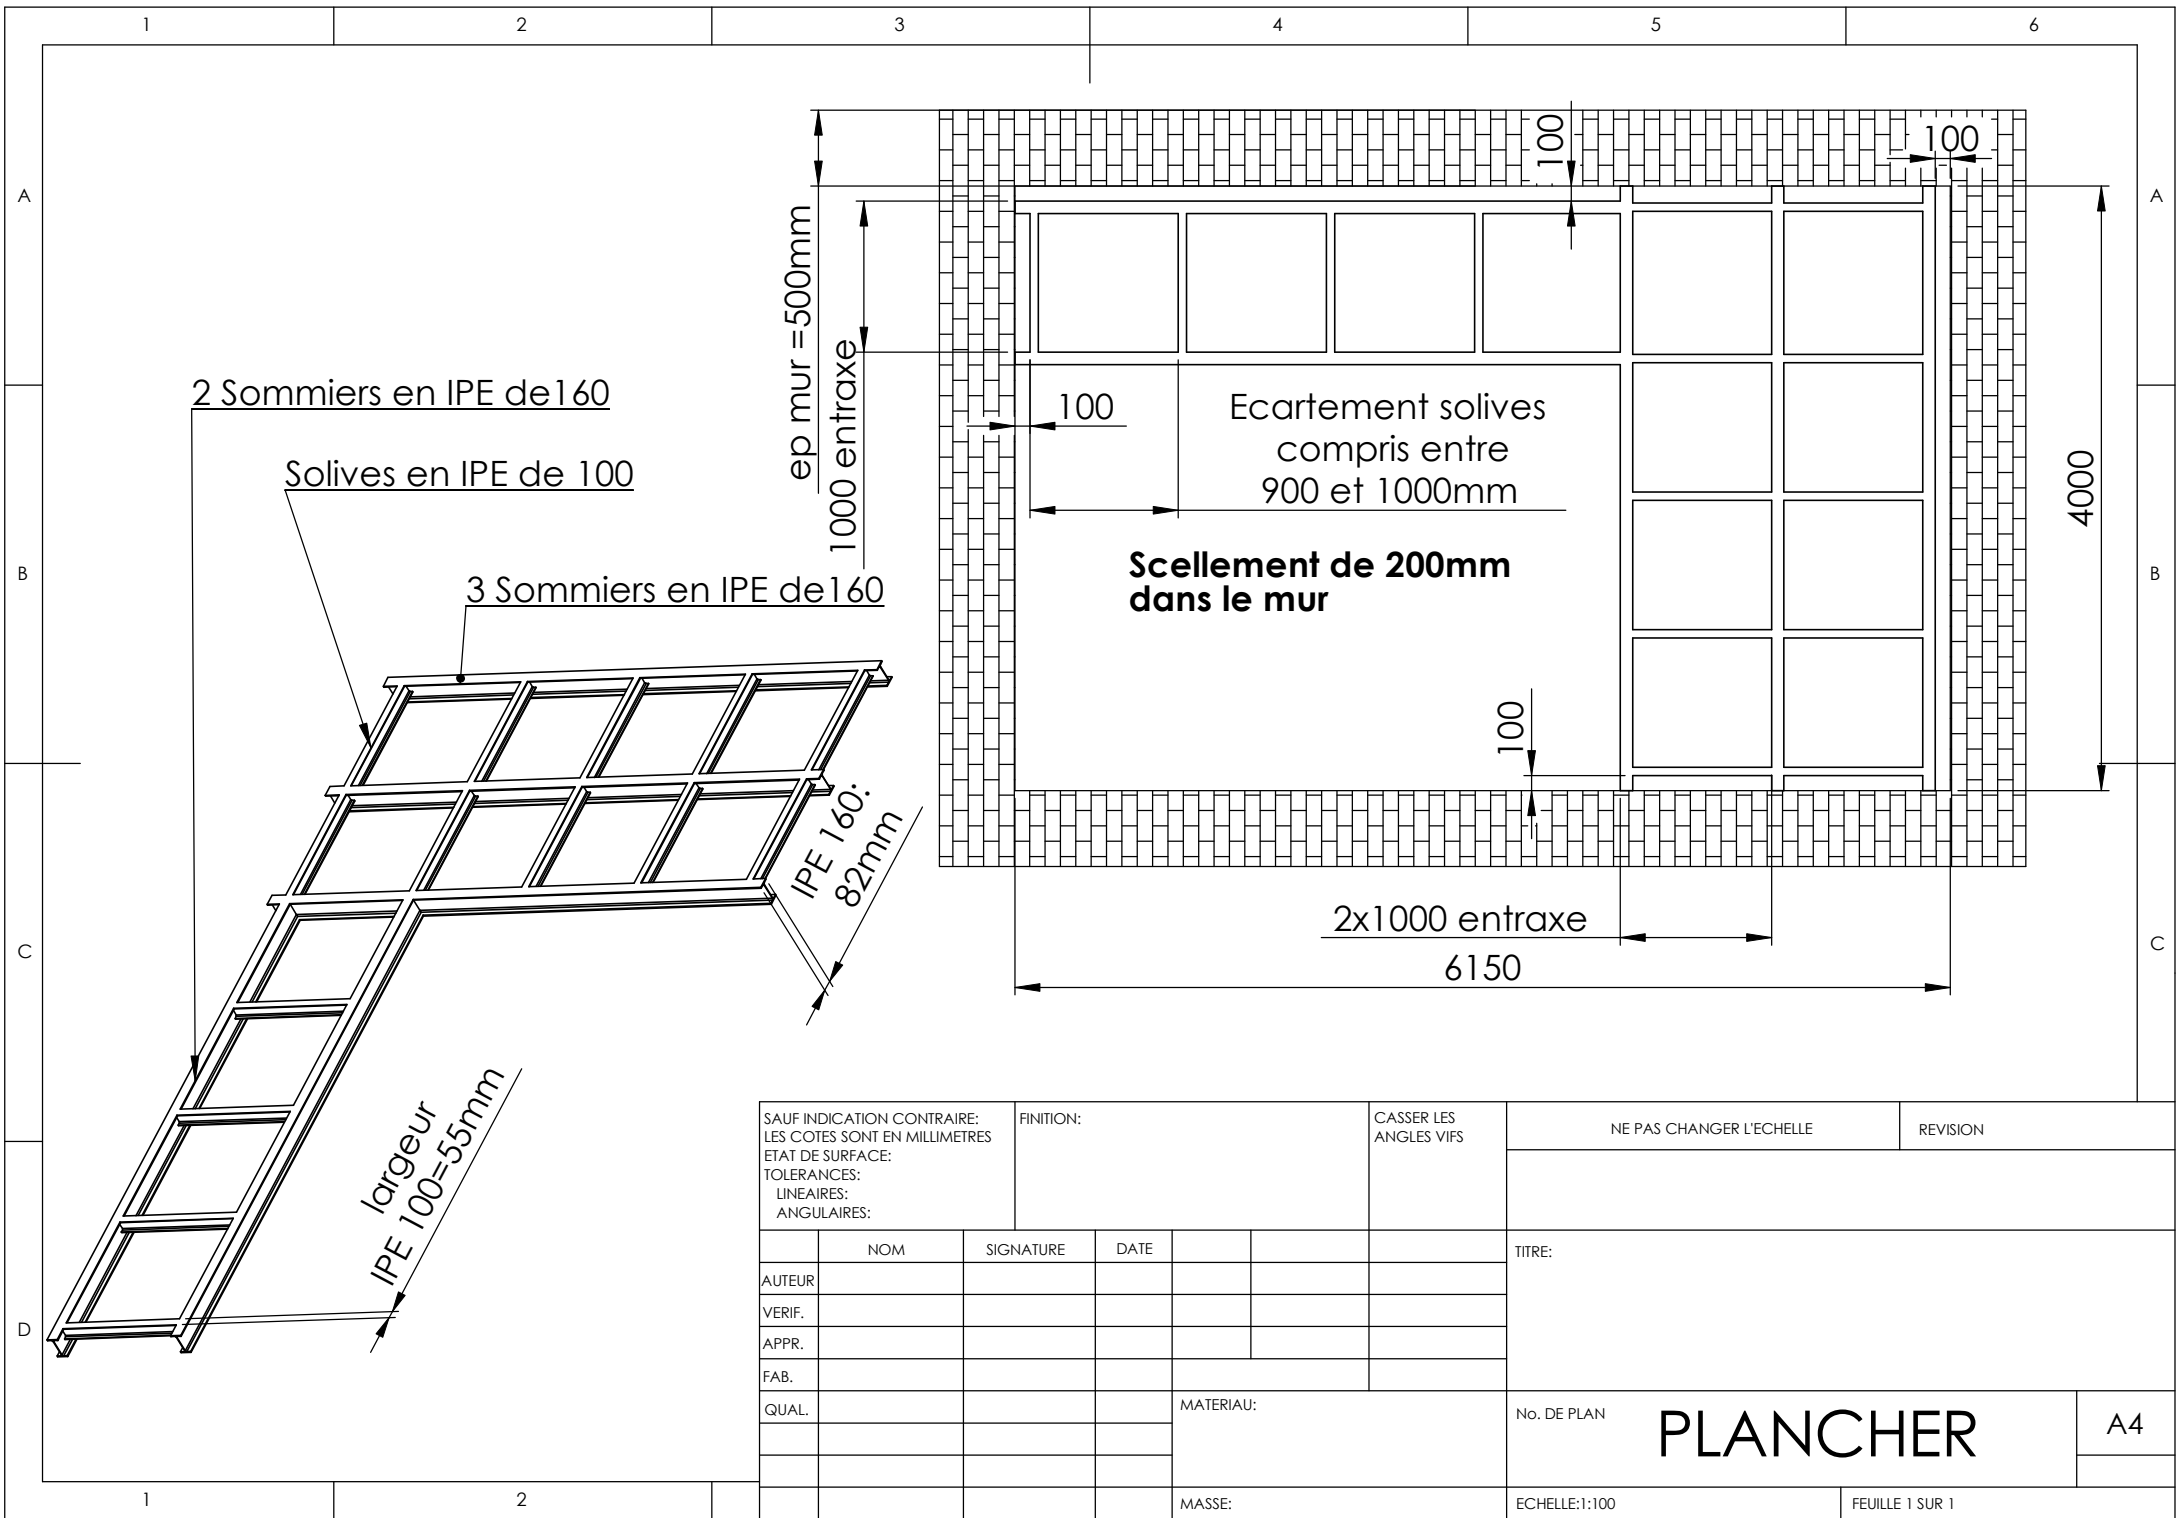 1
2
3
4
5
6
A
A
B
B
C
C
D
1
2
100
100
ep mur =500mm
1000 entraxe
2 Sommiers en IPE de160
Solives en IPE de 100
3 Sommiers en IPE de160
100
Ecartement solives
compris entre
900 et 1000mm
4000
Scellement de 200mm
dans le mur
100
IPE 160:
82mm
2x1000 entraxe
6150
largeur
IPE 100=55mm
SAUF INDICATION CONTRAIRE:
LES COTES SONT EN MILLIMETRES
ETAT DE SURFACE:
TOLERANCES:
LINEAIRES:
ANGULAIRES:
FINITION:
CASSER LES
ANGLES VIFS
NE PAS CHANGER L'ECHELLE
REVISION
NOM
SIGNATURE
DATE
AUTEUR
VERIF.
APPR.
FAB.
QUAL.
TITRE:
MATERIAU:
No. DE PLAN
PLANCHER
A4
MASSE:
ECHELLE:1:100
FEUILLE 1 SUR 1